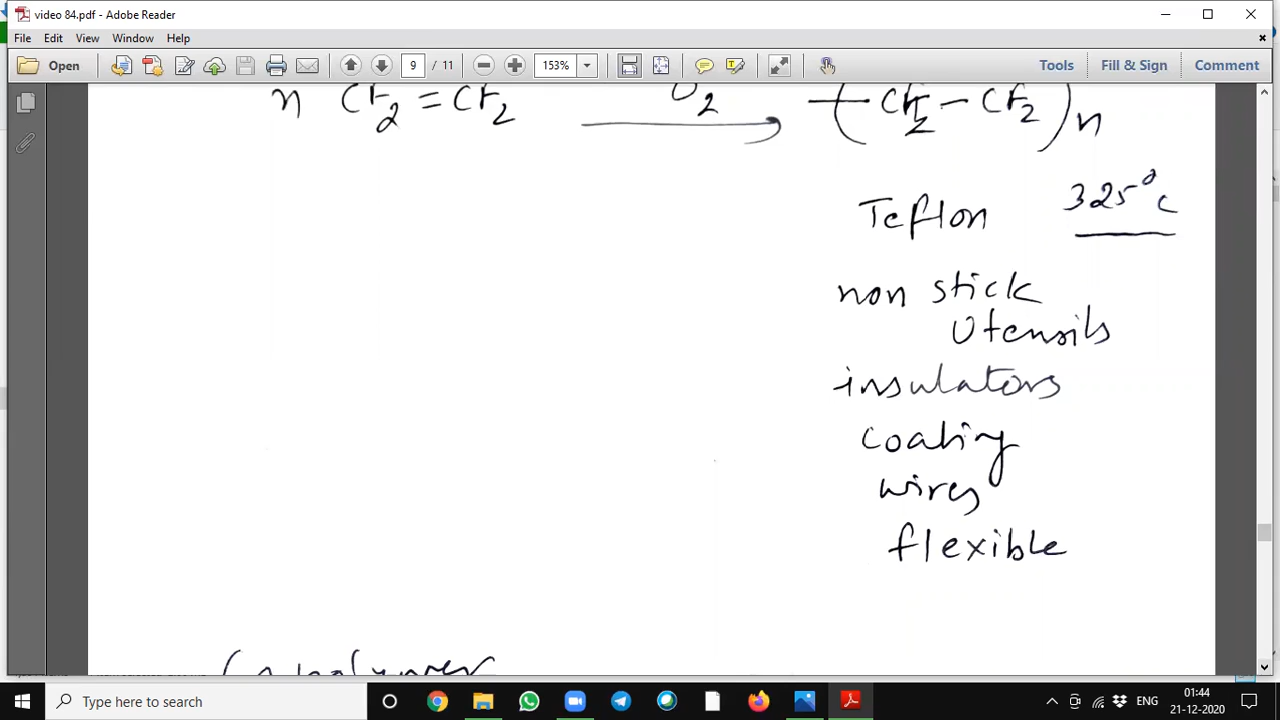 video 84.pdf - Adobe Reader
File Edit View Window Help
Open 9 / 11 153% Tools Fill & Sign Comment
n CF2 = CF2 O2 ( CF2 - CF2 )n
Teflon 325°C
non stick
Utensils
insulators
coating
wires
flexible
Copolymer
Type here to search
ENG
01:44
21-12-2020